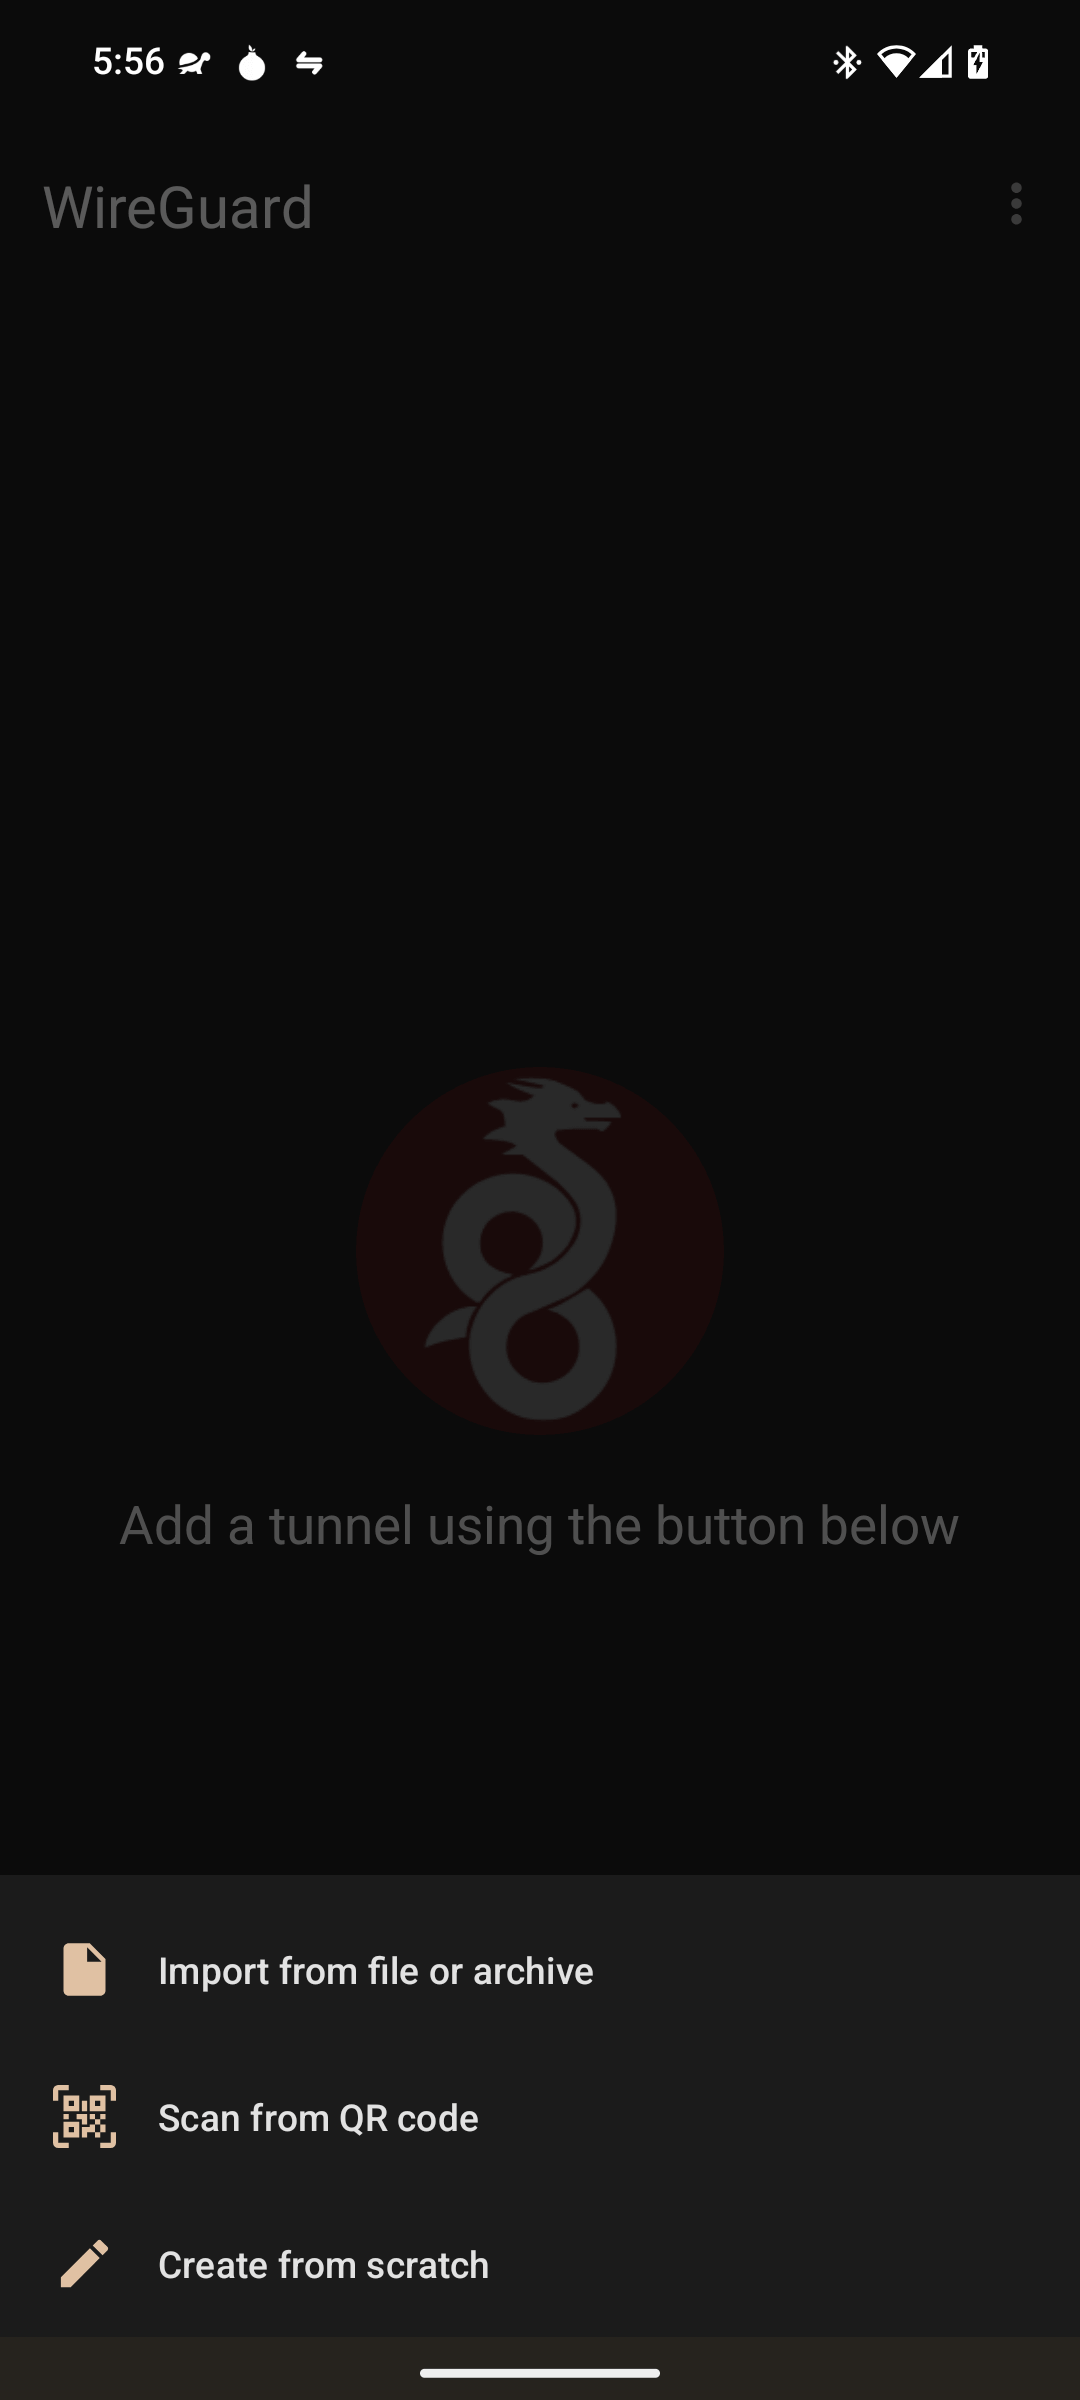 5:56
WireGuard
Add a tunnel using the button below
Import from file or archive
Scan from QR code
Create from scratch